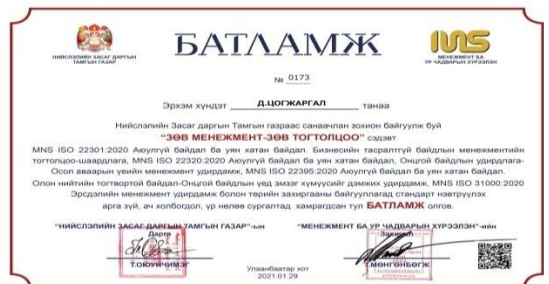 НИЙСЛЭЛИЙН ЗАСАГ ДАРГЫН
ТАМГЫН ГАЗАР
БАТЛАМЖ
IMS
МЕНЕЖМЕНТ БА
УР ЧАДВАРЫН ХҮРЭЭЛЭН
№ 0173
Эрхэм хүндэт Д.ЦОГЖАРГАЛ танаа
Нийслэлийн Засаг даргын Тамгын газраас санаачлан зохион байгуулж буй
"ЗӨВ МЕНЕЖМЕНТ-ЗӨВ ТОГТОЛЦОО" сэдэвт
MNS ISO 22301:2020 Аюулгүй байдал ба уян хатан байдал. Бизнесийн тасралтгүй байдлын менежментийн
тогтолцоо-шаардлага, MNS ISO 22320:2020 Аюулгүй байдал ба уян хатан байдал, Онцгой байдлын удирдлага-
Осол аваарын үеийн менежмент удирдамж, MNS ISO 22395:2020 Аюулгүй байдал ба уян хатан байдал.
Олон нийтийн тогтвортой байдал-Онцгой байдлын үед эмзэг хүмүүсийг дэмжих удирдамж, MNS ISO 31000:2020
Эрсдэлийн менежмент удирдамж болон төрийн захиргааны байгууллагад стандарт нэвтрүүлэх
арга зүй, ач холбогдол, үр нөлөө сургалтад хамрагдсан тул БАТЛАМЖ олгов.
"НИЙСЛЭЛИЙН ЗАСАГ ДАРГЫН ТАМГЫН ГАЗАР"-ын
Дарга
Т.ОЮУНЧИМЭГ
"МЕНЕЖМЕНТ БА УР ЧАДВАРЫН ХҮРЭЭЛЭН"-ийн
Захирал
Т.МӨНГӨНБӨГЖ
Улаанбаатар хот
2021.01.29